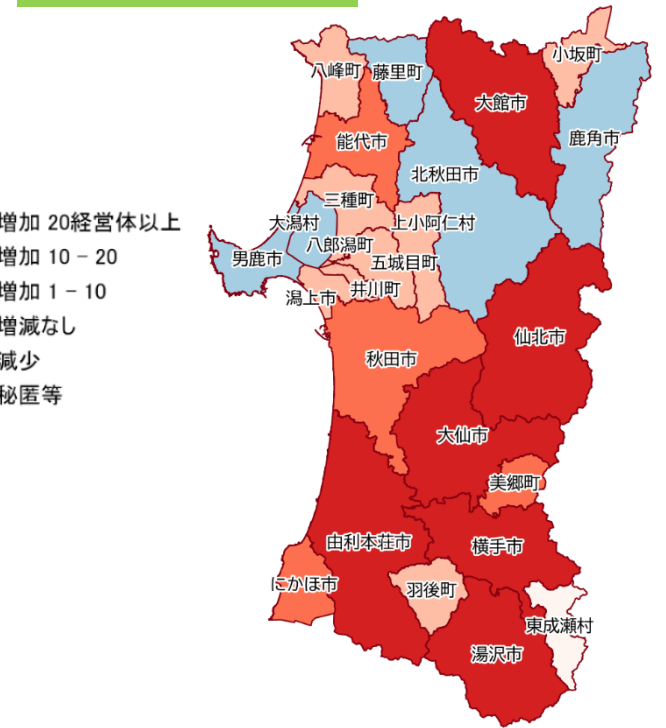 小坂町
八峰町
藤里町
大館市
鹿角市
能代市
北秋田市
三種町
増加 20経営体以上
大潟村
上小阿仁村
八郎潟町
増加 10 - 20
男鹿市
五城目町
増加 1 - 10
潟上市
井川町
増減なし
仙北市
減少
秋田市
秘匿等
大仙市
美郷町
由利本荘市
横手市
にかほ市
羽後町
東成瀬村
湯沢市